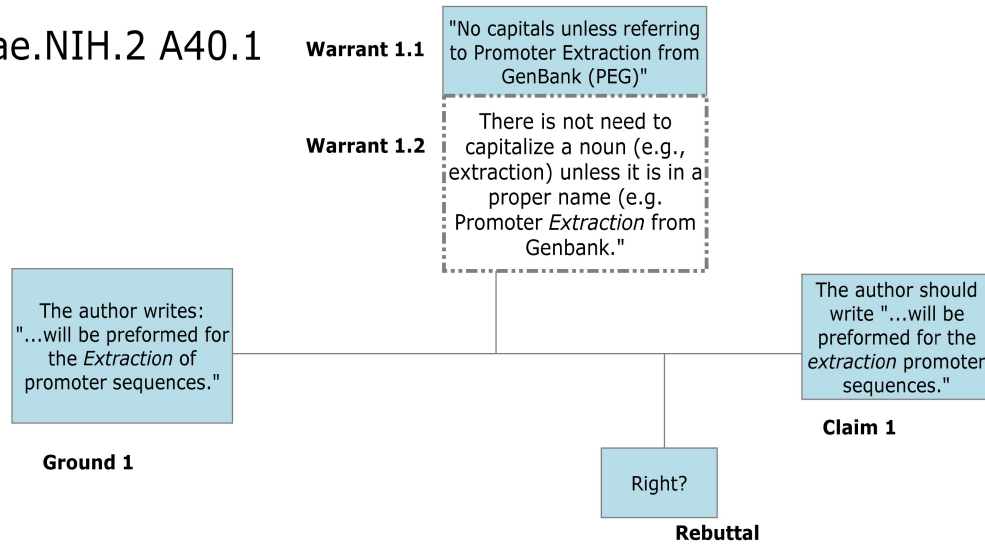 ae.NIH.2 A40.1
Warrant 1.1
"No capitals unless referring
to Promoter Extraction from
GenBank (PEG)"
Warrant 1.2
There is not need to
capitalize a noun (e.g.,
extraction) unless it is in a
proper name (e.g.
Promoter Extraction from
Genbank."
The author writes:
"...will be preformed for
the Extraction of
promoter sequences."
Ground 1
The author should
write "...will be
preformed for the
extraction promoter
sequences."
Claim 1
Right?
Rebuttal